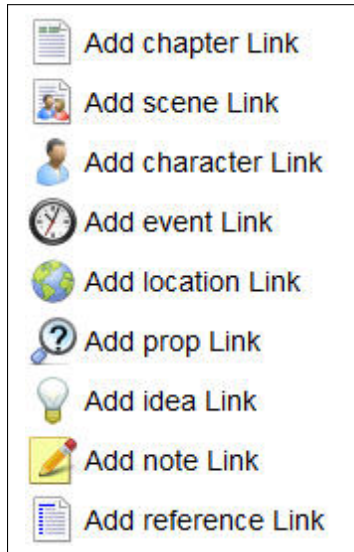 Add chapter Link
Add scene Link
Add character Link
Add event Link
Add location Link
Add prop Link
Add idea Link
Add note Link
Add reference Link